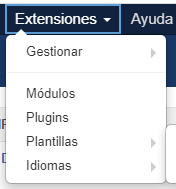 Extensiones Ayuda
Gestionar
Módulos
Plugins
Plantillas
Idiomas